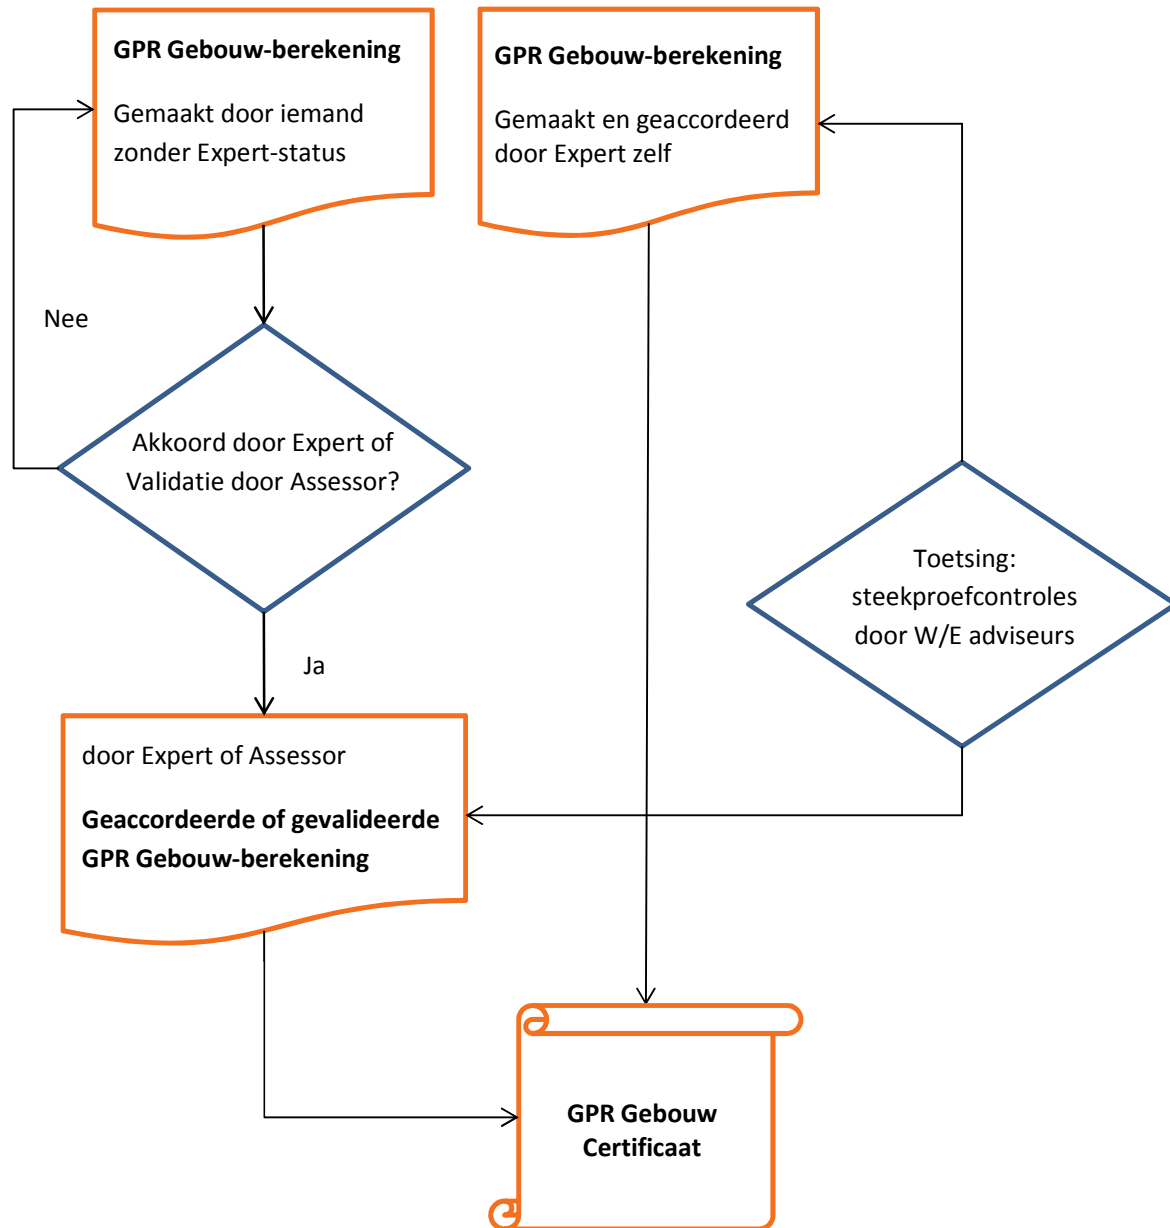 GPR Gebouw-berekening
Gemaakt door iemand
zonder Expert-status
GPR Gebouw-berekening
Gemaakt en geaccordeerd
door Expert zelf
Nee
Akkoord door Expert of
Validatie door Assessor?
Toetsing:
steekproefcontroles
door W/E adviseurs
Ja
door Expert of Assessor
Geaccordeerde of gevalideerde
GPR Gebouw-berekening
GPR Gebouw
Certificaat